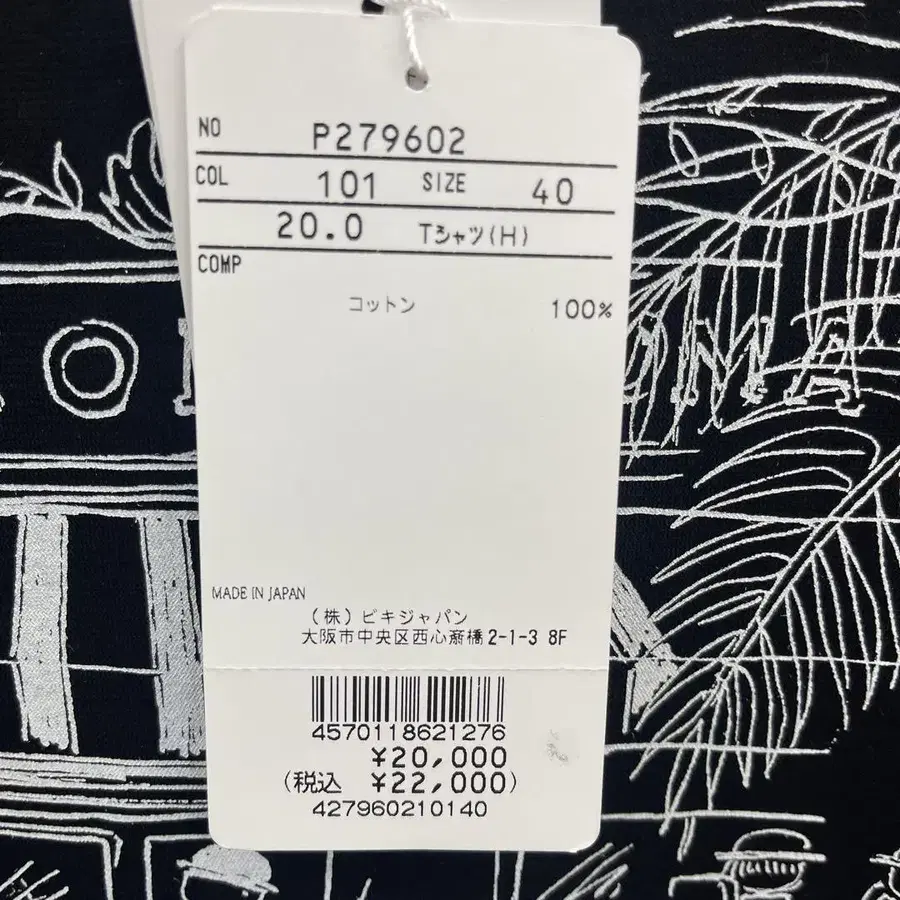 NO P279602
COL 101 SIZE 40
20.0 Tシャツ(H)
COMP
コットン 100%
MADE IN JAPAN
(株)ピキジャパン
大阪市中央区西心斎橋2-1-3 8F
4570118621276
¥20,000
(税込 ¥22,000)
427960210140